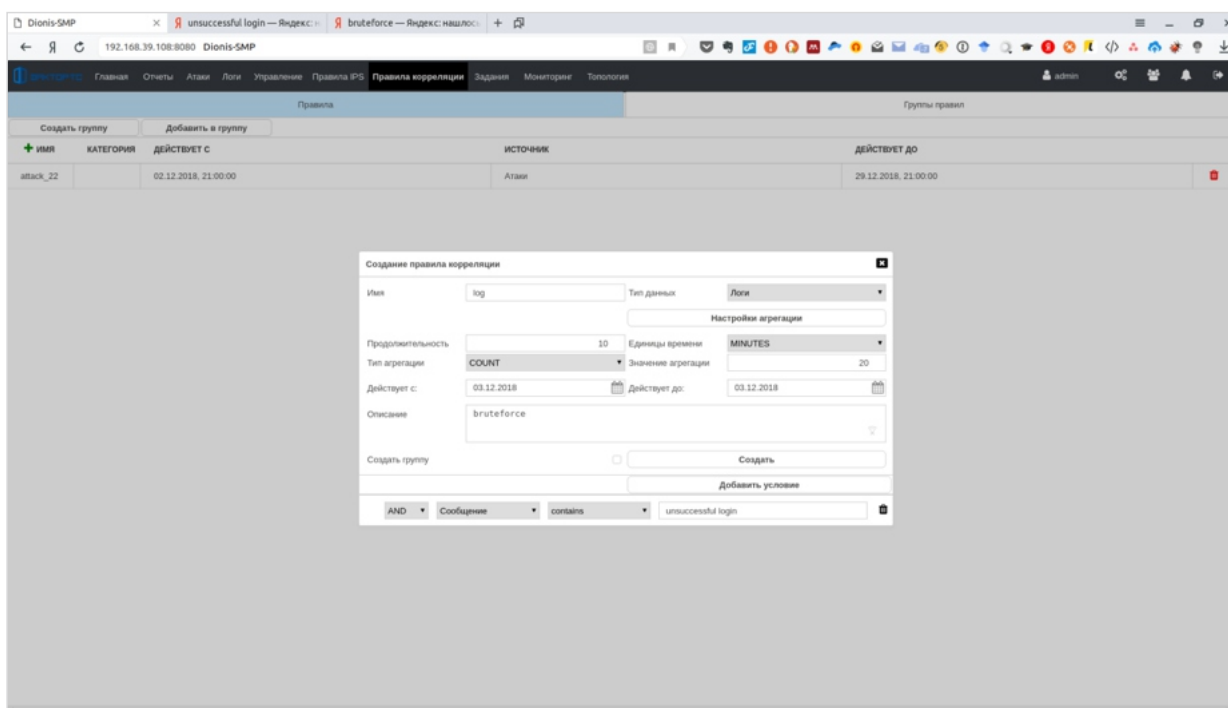 Dionis-SMP × Я unsuccessful login — Яндекс: н Я bruteforce — Яндекс: нашлось
192.168.39.108:8080 Dionis-SMP
Главная Отчеты Атаки Логи Управление Правила IPS Правила корреляции Задания Мониторинг Топология admin
Правила Группы правил
Создать группу Добавить в группу
ИМЯ КАТЕГОРИЯ ДЕЙСТВУЕТ С ИСТОЧНИК ДЕЙСТВУЕТ ДО
attack_22 02.12.2018, 21:00:00 Атаки 29.12.2018, 21:00:00
Создание правила корреляции
Имя log Тип данных Логи
Настройки агрегации
Продолжительность 10 Единицы времени MINUTES
Тип агрегации COUNT Значение агрегации 20
Действует с: 03.12.2018 Действует до: 03.12.2018
Описание bruteforce
Создать группу Создать
Добавить условие
AND Сообщение contains unsuccessful login